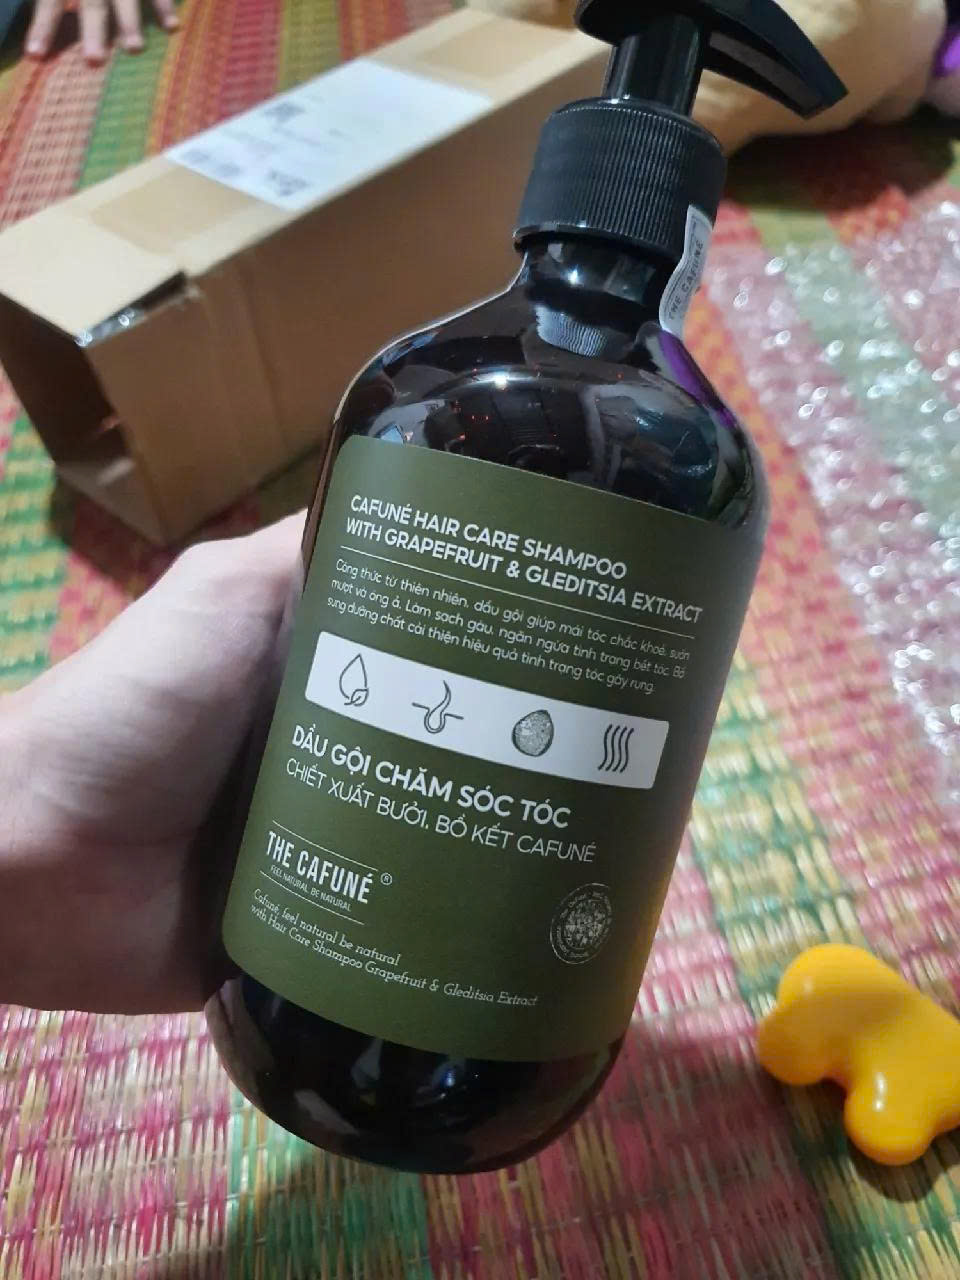 THE CAFUNÉ
CAFUNÉ HAIR CARE SHAMPOO
WITH GRAPEFRUIT & GLEDITSIA EXTRACT
Công thức từ thiên nhiên, dầu gội giúp mái tóc chắc khoẻ, suôn
mượt và óng ả. Làm sạch gàu, ngăn ngừa tình trạng bết tóc. Bổ
sung dưỡng chất cải thiện hiệu quả tình trạng tóc gãy rụng.
DẦU GỘI CHĂM SÓC TÓC
CHIẾT XUẤT BƯỞI, BỒ KẾT CAFUNÉ
THE CAFUNÉ ®
FEEL NATURAL, BE NATURAL
Cafuné, feel natural be natural
with Hair Care Shampoo Grapefruit & Gleditsia Extract